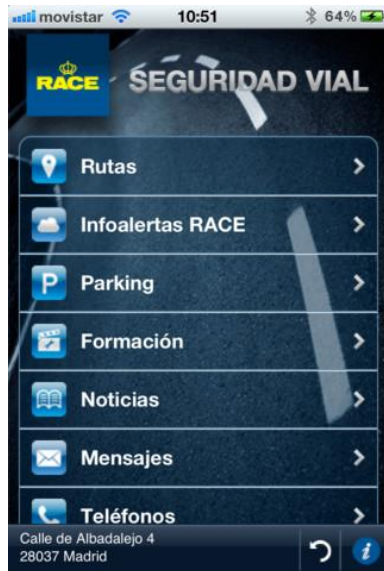 movistar 10:51 64%
RACE SEGURIDAD VIAL
Rutas
Infoalertas RACE
P Parking
Formación
Noticias
Mensajes
Teléfonos
Calle de Albadalejo 4
28037 Madrid
i